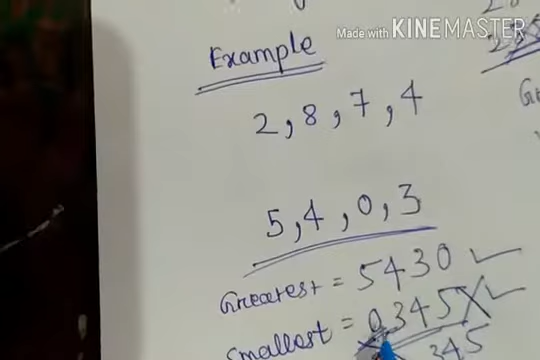 Made with KINEMASTER
Example
2, 8, 7, 4
5, 4, 0, 3
Greatest = 5430 ✓
Smallest = 0345 X ✓
345